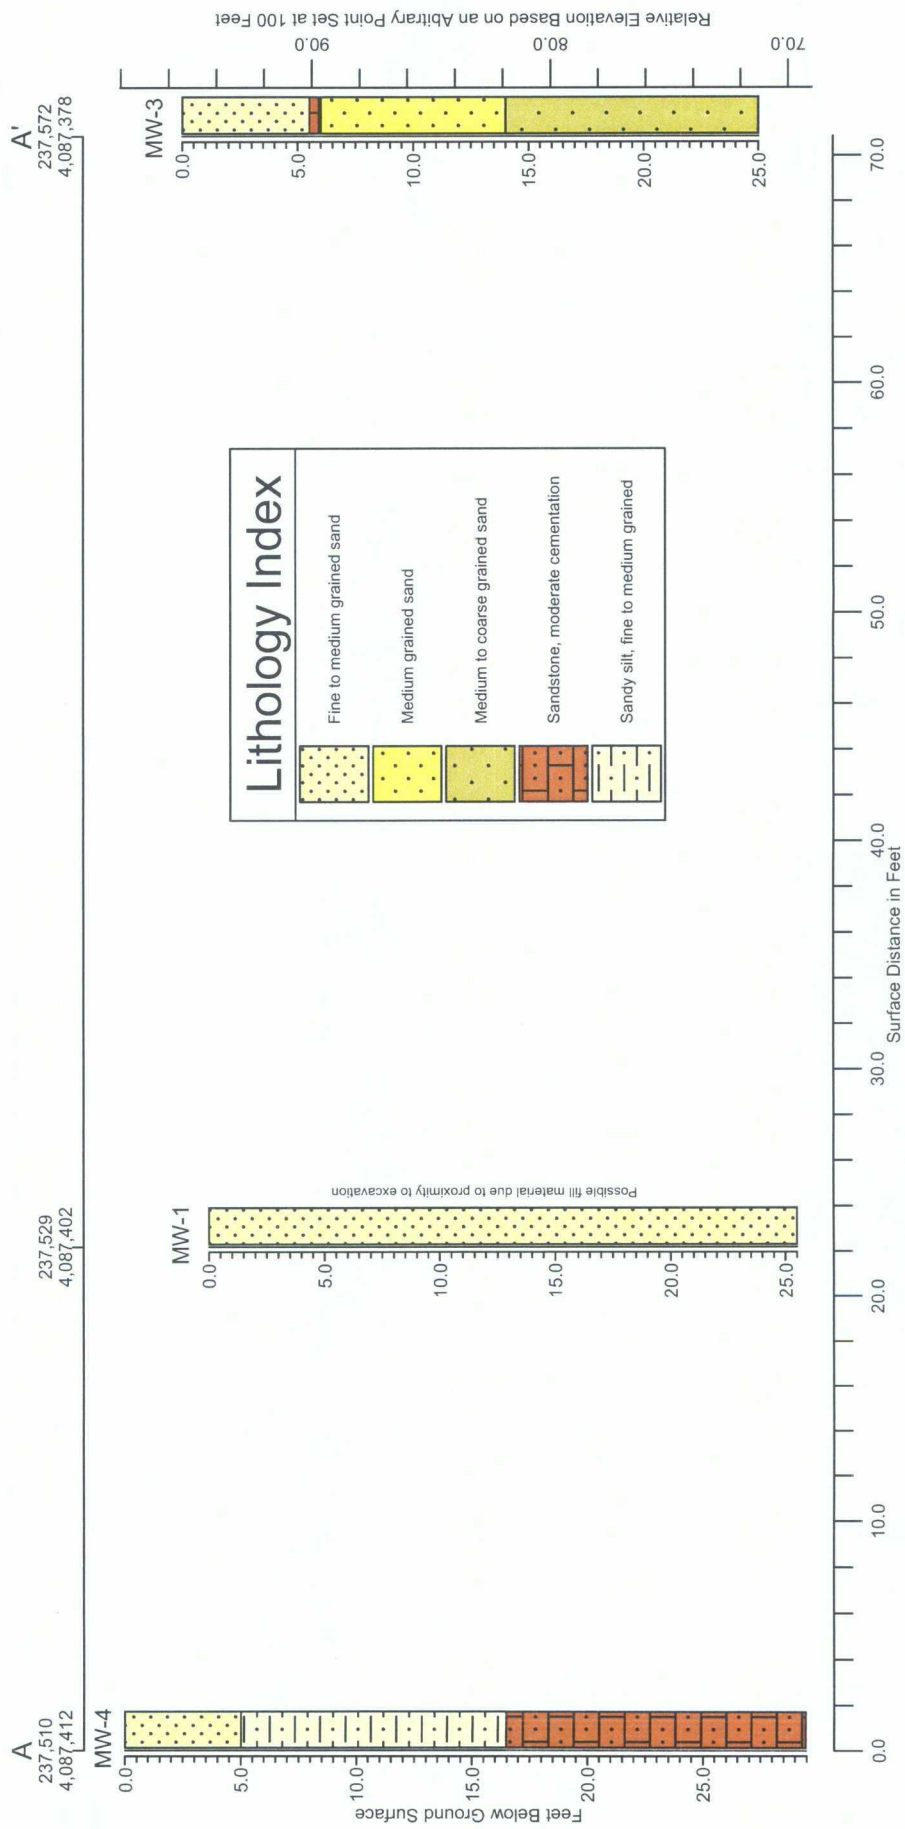 A
237,510
4,087,412
MW-4
237,529
4,087,402
MW-1
A'
237,572
4,087,378
MW-3
Feet Below Ground Surface
0.0
5.0
10.0
15.0
20.0
25.0
0.0
5.0
10.0
15.0
20.0
25.0
Possible fill material due to proximity to excavation
Lithology Index
Fine to medium grained sand
Medium grained sand
Medium to coarse grained sand
Sandstone, moderate cementation
Sandy silt, fine to medium grained
0.0
5.0
10.0
15.0
20.0
25.0
90.0
80.0
70.0
Relative Elevation Based on an Abitrary Point Set at 100 Feet
0.0
10.0
20.0
30.0
40.0
50.0
60.0
70.0
Surface Distance in Feet